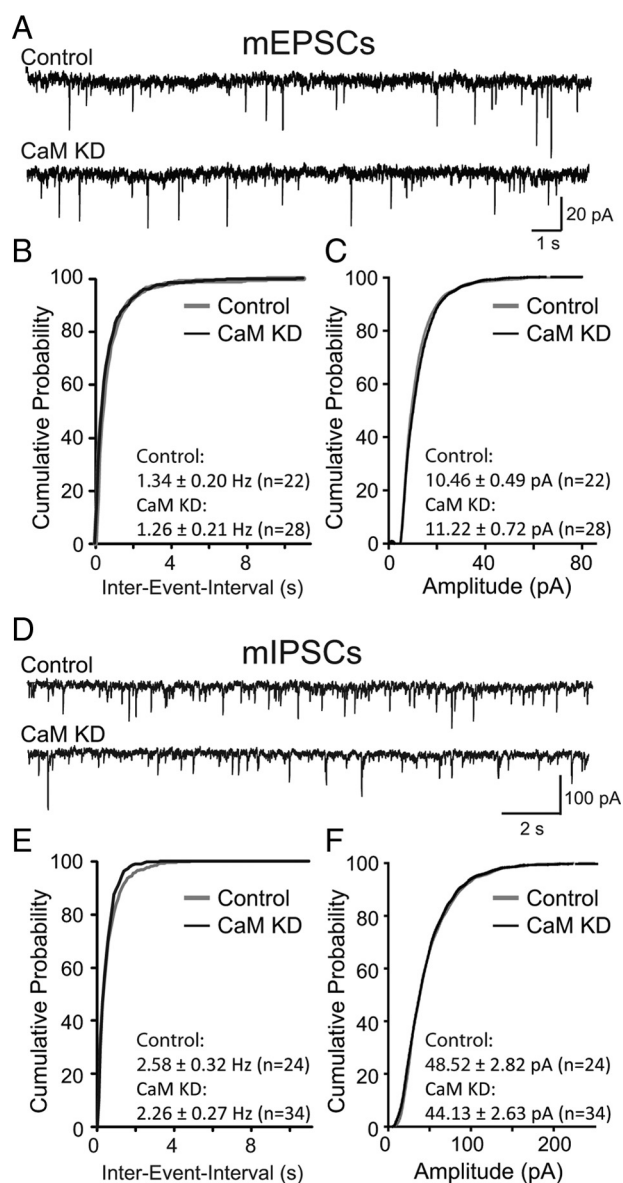 A
mEPSCs
Control
CaM KD
20 pA
1 s
B
100
80
60
40
20
0
Cumulative Probability
Control
CaM KD
Control:
1.34 ± 0.20 Hz (n=22)
CaM KD:
1.26 ± 0.21 Hz (n=28)
0 4 8
Inter-Event-Interval (s)
C
100
80
60
40
20
0
Cumulative Probability
Control
CaM KD
Control:
10.46 ± 0.49 pA (n=22)
CaM KD:
11.22 ± 0.72 pA (n=28)
0 40 80
Amplitude (pA)
D
mIPSCs
Control
CaM KD
100 pA
2 s
E
100
80
60
40
20
0
Cumulative Probability
Control
CaM KD
Control:
2.58 ± 0.32 Hz (n=24)
CaM KD:
2.26 ± 0.27 Hz (n=34)
0 4 8
Inter-Event-Interval (s)
F
100
80
60
40
20
0
Cumulative Probability
Control
CaM KD
Control:
48.52 ± 2.82 pA (n=24)
CaM KD:
44.13 ± 2.63 pA (n=34)
0 100 200
Amplitude (pA)